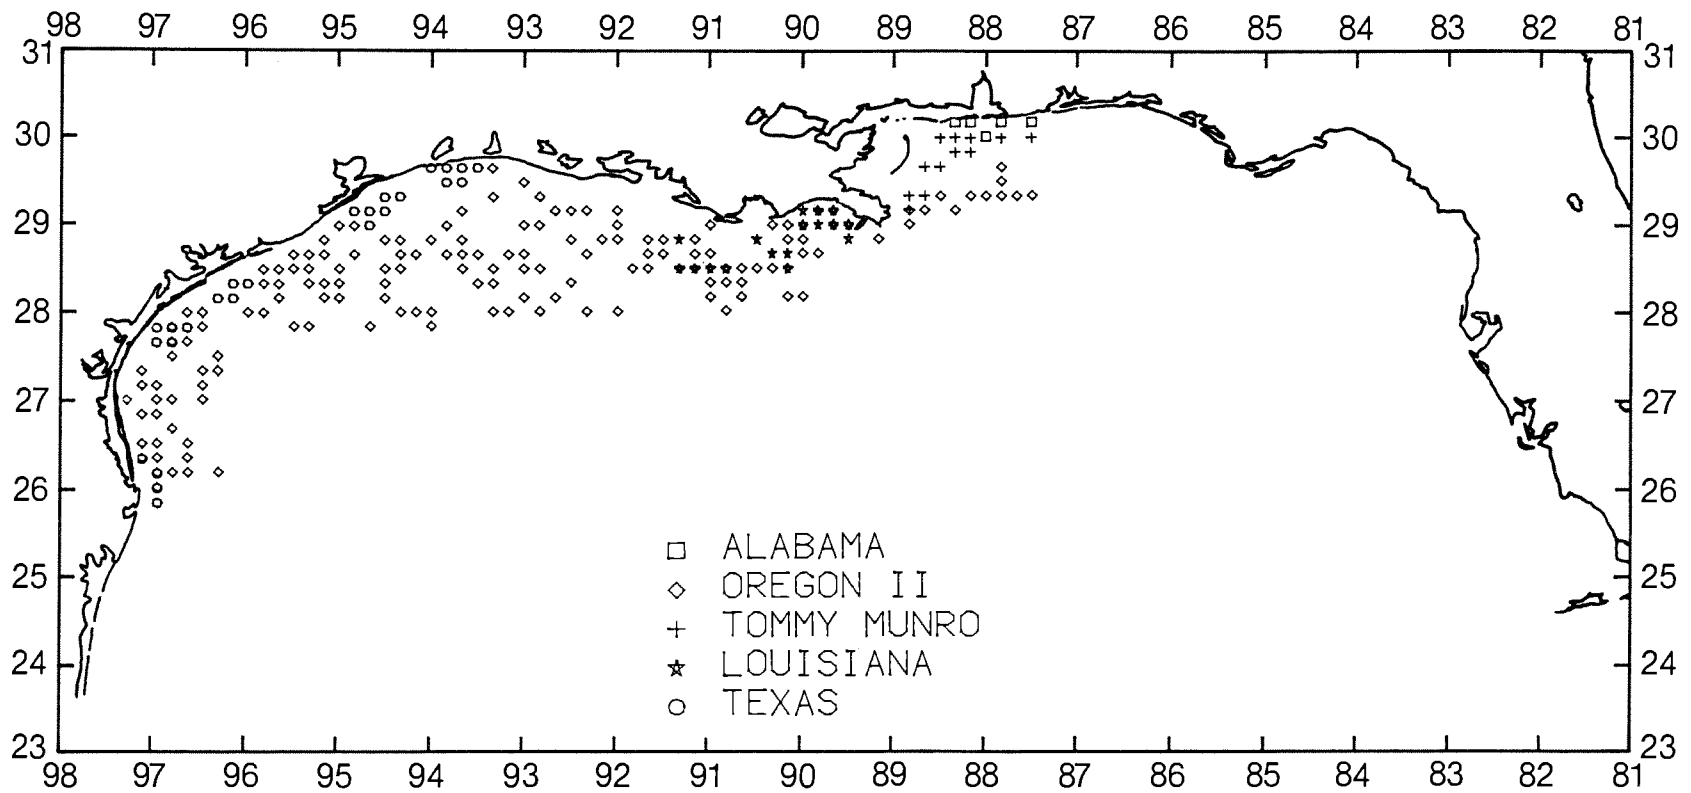 98 97 96 95 94 93 92 91 90 89 88 87 86 85 84 83 82 81
31 31
30 30
29 29
28 28
27 27
26 26
ALABAMA
OREGON II
25 25
TOMMY MUNRO
LOUISIANA
24 24
TEXAS
23 23
98 97 96 95 94 93 92 91 90 89 88 87 86 85 84 83 82 81